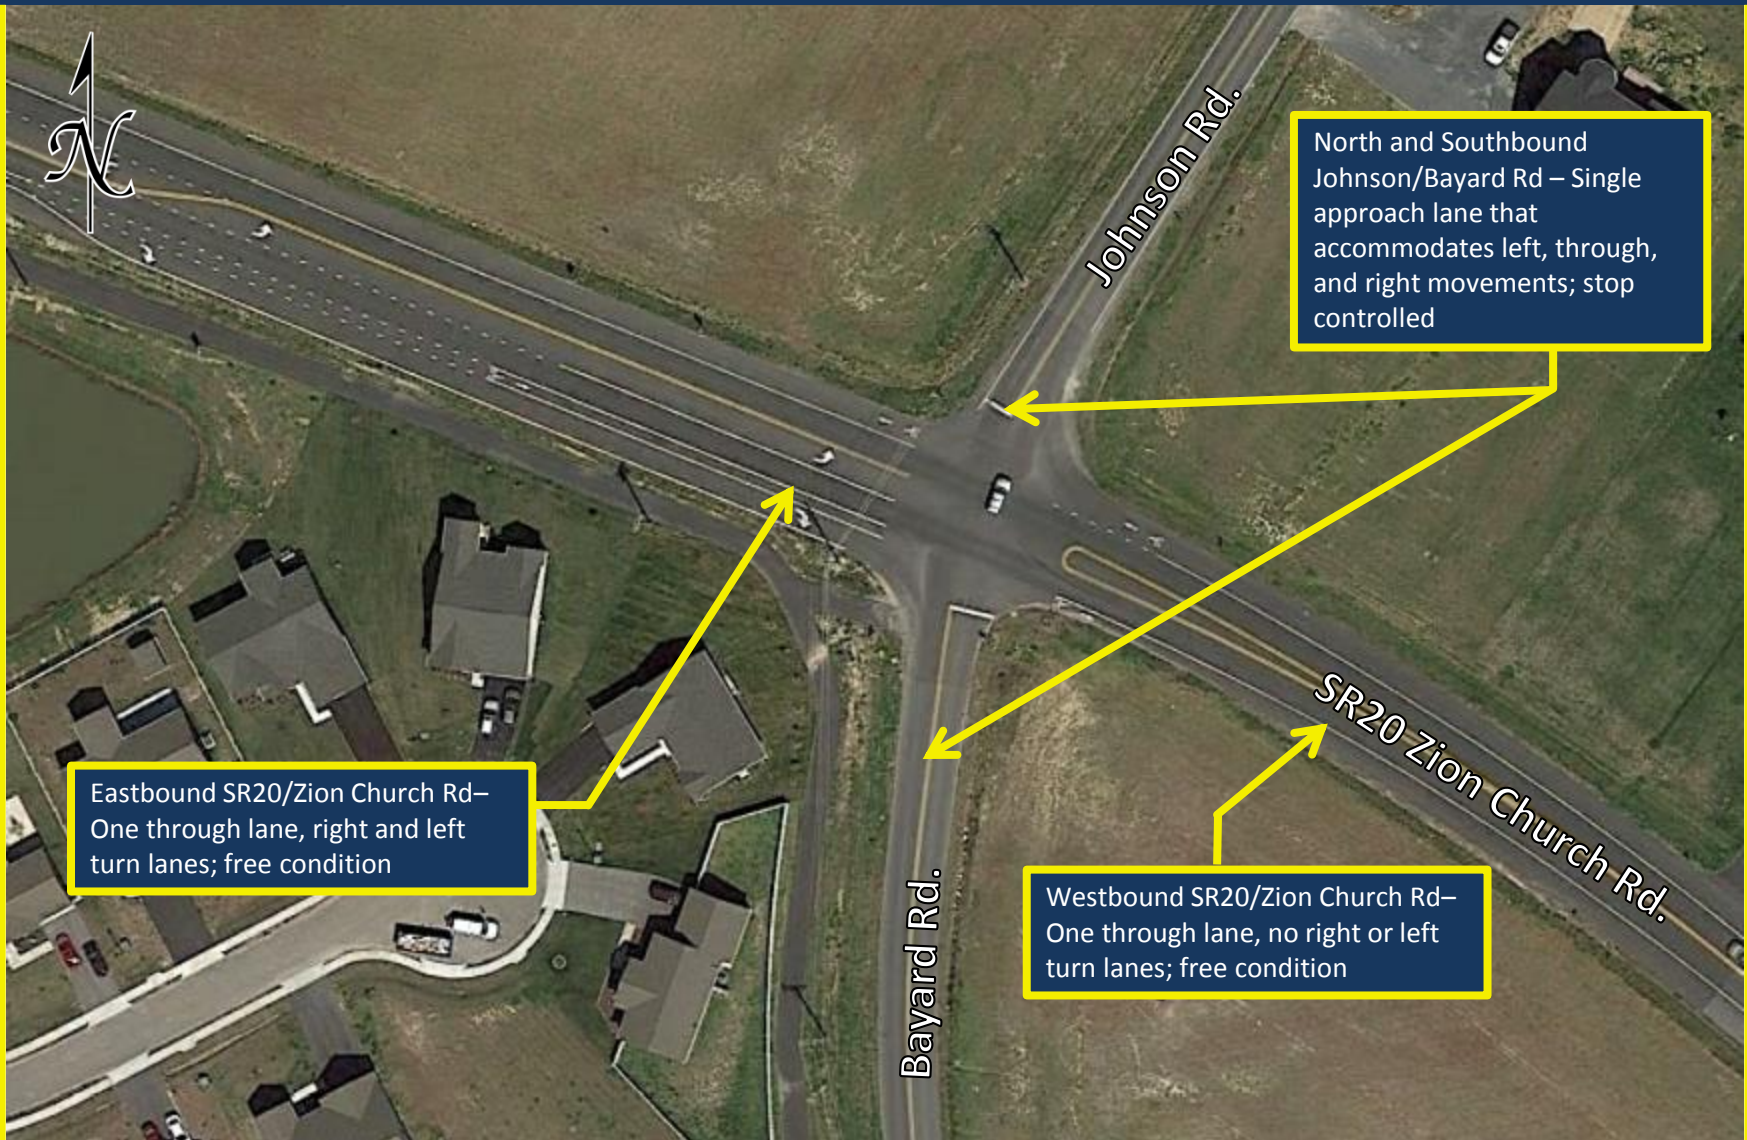 N
Johnson Rd.
North and Southbound
Johnson/Bayard Rd – Single
approach lane that
accommodates left, through,
and right movements; stop
controlled
SR20 Zion Church Rd.
Eastbound SR20/Zion Church Rd–
One through lane, right and left
turn lanes; free condition
Bayard Rd.
Westbound SR20/Zion Church Rd–
One through lane, no right or left
turn lanes; free condition